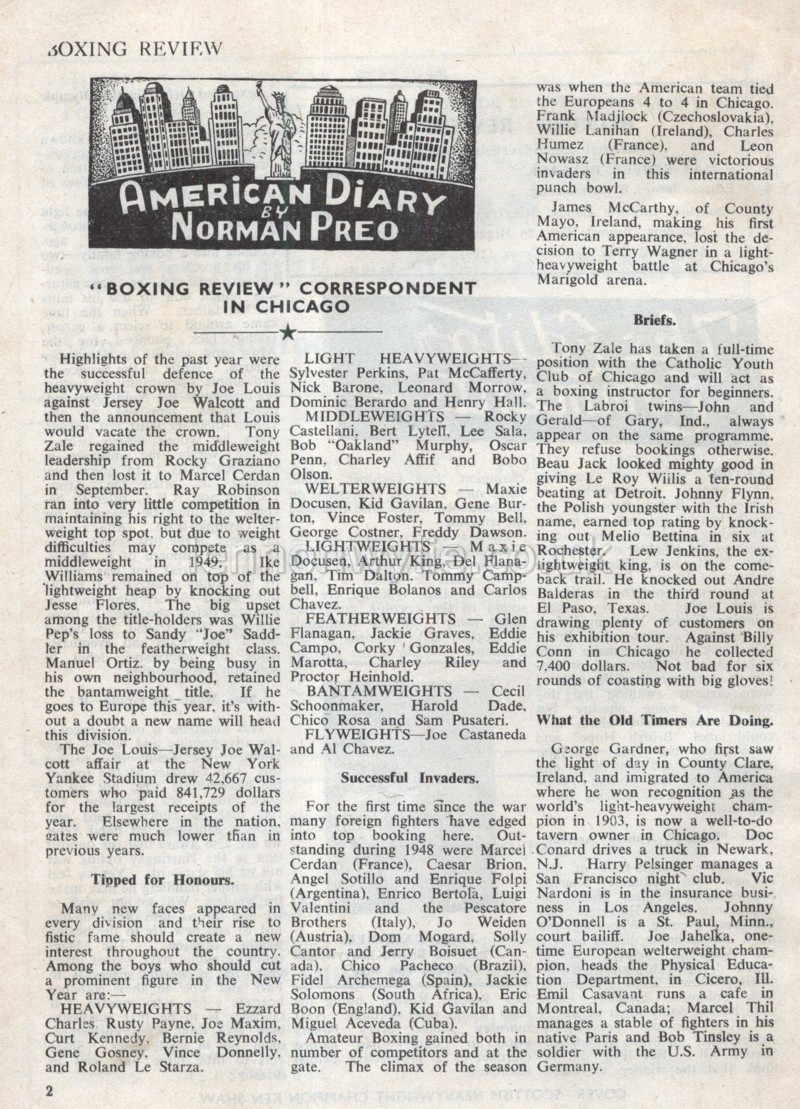 BOXING REVIEW
AMERICAN DIARY
BY
NORMAN PREO
"BOXING REVIEW" CORRESPONDENT
IN CHICAGO
Highlights of the past year were
the successful defence of the
heavyweight crown by Joe Louis
against Jersey Joe Walcott and
then the announcement that Louis
would vacate the crown. Tony
Zale regained the middleweight
leadership from Rocky Graziano
and then lost it to Marcel Cerdan
in September. Ray Robinson
ran into very little competition in
maintaining his right to the welter-
weight top spot, but due to weight
difficulties may compete as a
middleweight in 1949. Ike
Williams remained on top of the
lightweight heap by knocking out
Jesse Flores. The big upset
among the title-holders was Willie
Pep's loss to Sandy "Joe" Sadd-
ler in the featherweight class.
Manuel Ortiz, by being busy in
his own neighbourhood, retained
the bantamweight title. If he
goes to Europe this year, it's with-
out a doubt a new name will head
this division.
The Joe Louis—Jersey Joe Wal-
cott affair at the New York
Yankee Stadium drew 42,667 cus-
tomers who paid 841,729 dollars
for the largest receipts of the
year. Elsewhere in the nation,
gates were much lower than in
previous years.
Tipped for Honours.
Many new faces appeared in
every division and their rise to
fistic fame should create a new
interest throughout the country.
Among the boys who should cut
a prominent figure in the New
Year are:—
HEAVYWEIGHTS — Ezzard
Charles, Rusty Payne, Joe Maxim,
Curt Kennedy, Bernie Reynolds,
Gene Gosney, Vince Donnelly,
and Roland Le Starza.
LIGHT HEAVYWEIGHTS—
Sylvester Perkins, Pat McCafferty,
Nick Barone, Leonard Morrow,
Dominic Berardo and Henry Hall.
MIDDLEWEIGHTS — Rocky
Castellani, Bert Lytell, Lee Sala,
Bob "Oakland" Murphy, Oscar
Penn, Charley Affif and Bobo
Olson.
WELTERWEIGHTS — Maxie
Docusen, Kid Gavilan, Gene Bur-
ton, Vince Foster, Tommy Bell,
George Costner, Freddy Dawson.
LIGHTWEIGHTS — Maxie
Docusen, Arthur King, Del Flana-
gan, Tim Dalton, Tommy Camp-
bell, Enrique Bolanos and Carlos
Chavez.
FEATHERWEIGHTS — Glen
Flanagan, Jackie Graves, Eddie
Campo, Corky Gonzales, Eddie
Marotta, Charley Riley and
Proctor Heinhold.
BANTAMWEIGHTS — Cecil
Schoonmaker, Harold Dade,
Chico Rosa and Sam Pusateri.
FLYWEIGHTS—Joe Castaneda
and Al Chavez.
Successful Invaders.
For the first time since the war
many foreign fighters have edged
into top booking here. Out-
standing during 1948 were Marcel
Cerdan (France), Caesar Brion,
Angel Sotillo and Enrique Folpi
(Argentina), Enrico Bertola, Luigi
Valentini and the Pescatore
Brothers (Italy), Jo Weiden
(Austria), Dom Mogard, Solly
Cantor and Jerry Boisuet (Can-
ada), Chico Pacheco (Brazil),
Fidel Archemega (Spain), Jackie
Solomons (South Africa), Eric
Boon (England), Kid Gavilan and
Miguel Aceveda (Cuba).
Amateur Boxing gained both in
number of competitors and at the
gate. The climax of the season
was when the American team tied
the Europeans 4 to 4 in Chicago.
Frank Madjlock (Czechoslovakia),
Willie Lanihan (Ireland), Charles
Humez (France), and Leon
Nowasz (France) were victorious
invaders in this international
punch bowl.
James McCarthy, of County
Mayo, Ireland, making his first
American appearance, lost the de-
cision to Terry Wagner in a light-
heavyweight battle at Chicago's
Marigold arena.
Briefs.
Tony Zale has taken a full-time
position with the Catholic Youth
Club of Chicago and will act as
a boxing instructor for beginners.
The Labroi twins—John and
Gerald—of Gary, Ind., always
appear on the same programme.
They refuse bookings otherwise.
Beau Jack looked mighty good in
giving Le Roy Willis a ten-round
beating at Detroit. Johnny Flynn,
the Polish youngster with the Irish
name, earned top rating by knock-
ing out Melio Bettina in six at
Rochester. Lew Jenkins, the ex-
lightweight king, is on the come-
back trail. He knocked out Andre
Balderas in the third round at
El Paso, Texas. Joe Louis is
drawing plenty of customers on
his exhibition tour. Against Billy
Conn in Chicago he collected
7,400 dollars. Not bad for six
rounds of coasting with big gloves!
What the Old Timers Are Doing.
George Gardner, who first saw
the light of day in County Clare,
Ireland, and imigrated to America
where he won recognition as the
world's light-heavyweight cham-
pion in 1903, is now a well-to-do
tavern owner in Chicago. Doc
Conard drives a truck in Newark,
N.J. Harry Pelsinger manages a
San Francisco night club. Vic
Nardoni is in the insurance busi-
ness in Los Angeles. Johnny
O'Donnell is a St. Paul, Minn.,
court bailiff. Joe Jahelka, one-
time European welterweight cham-
pion, heads the Physical Educa-
tion Department, in Cicero, Ill.
Emil Casavant runs a cafe in
Montreal, Canada; Marcel Thil
manages a stable of fighters in his
native Paris and Bob Tinsley is a
soldier with the U.S. Army in
Germany.
2